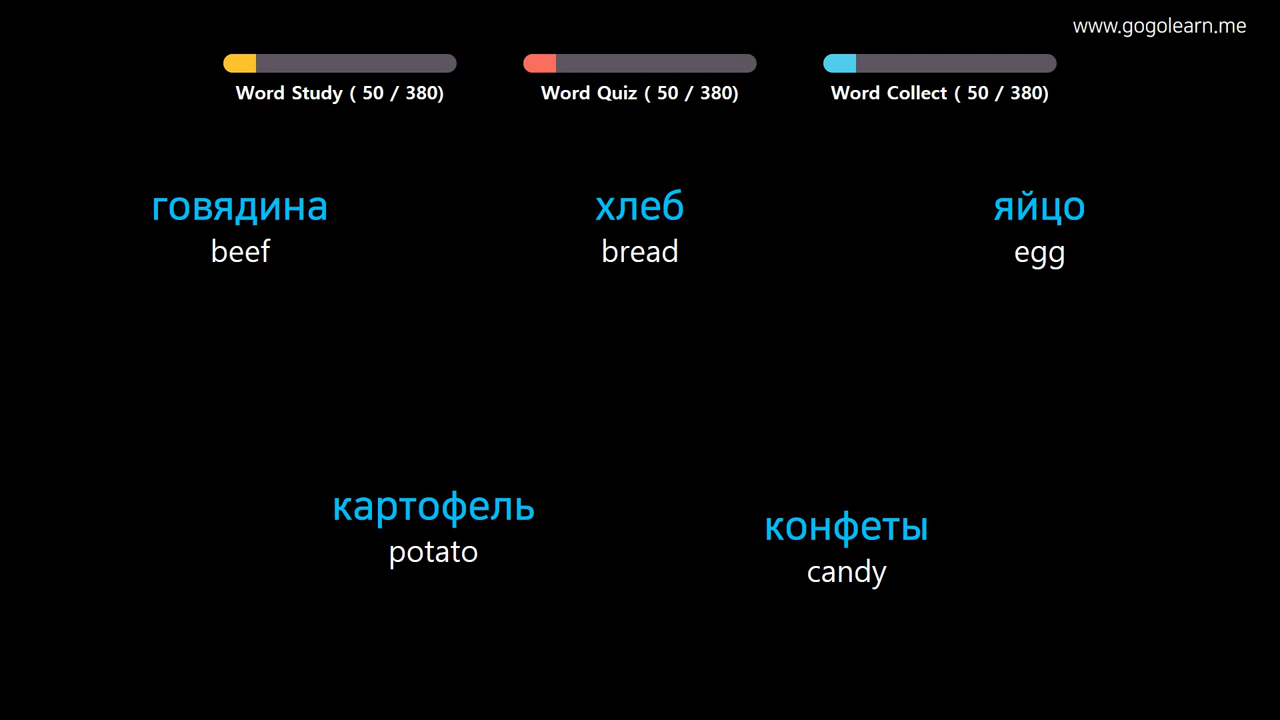 www.gogolearn.me
Word Study ( 50 / 380)
Word Quiz ( 50 / 380)
Word Collect ( 50 / 380)
говядина
beef
хлеб
bread
яйцо
egg
картофель
potato
конфеты
candy